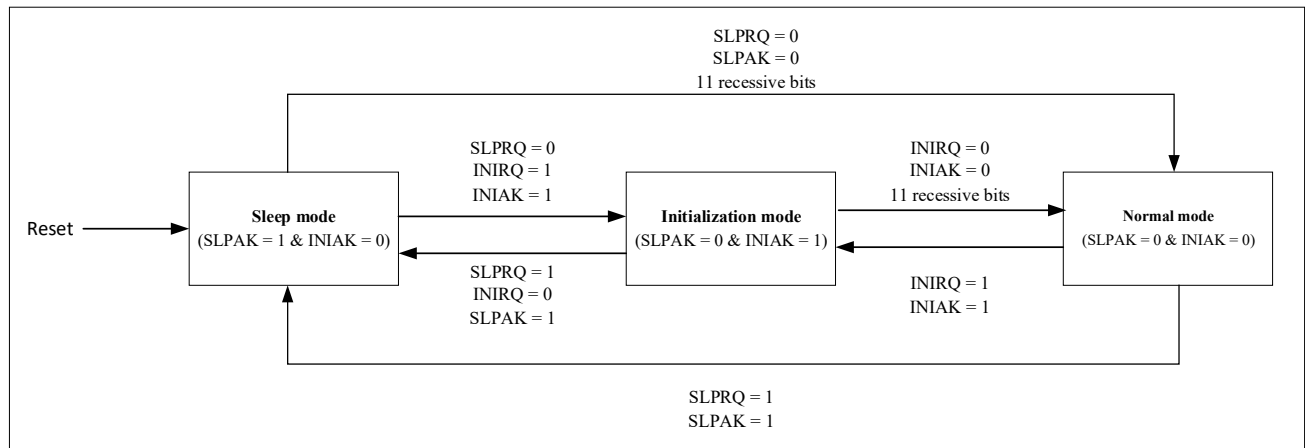 SLPRQ = 0
SLPAK = 0
11 recessive bits
SLPRQ = 0
INIRQ = 1
INIAK = 1
INIRQ = 0
INIAK = 0
11 recessive bits
Reset
Sleep mode
(SLPAK = 1 & INIAK = 0)
Initialization mode
(SLPAK = 0 & INIAK = 1)
Normal mode
(SLPAK = 0 & INIAK = 0)
SLPRQ = 1
INIRQ = 0
SLPAK = 1
INIRQ = 1
INIAK = 1
SLPRQ = 1
SLPAK = 1